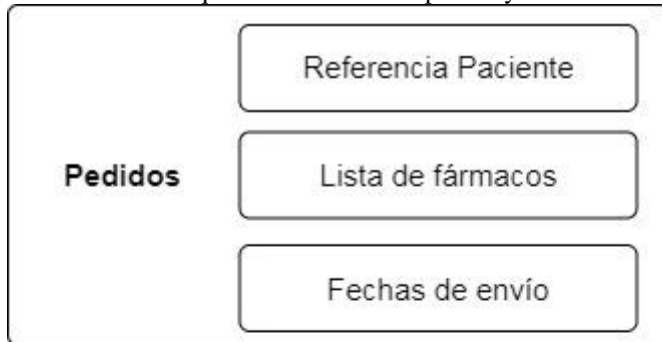 Referencia Paciente
Pedidos
Lista de fármacos
Fechas de envío